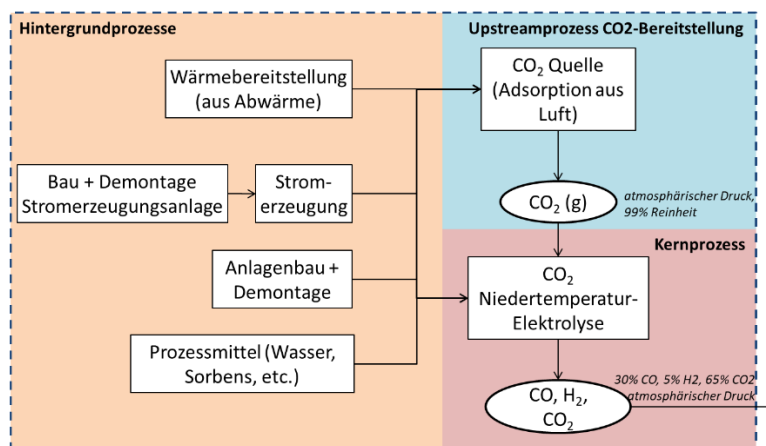 Hintergrundprozesse
Upstreamprozess CO2-Bereitstellung
Wärmebereitstellung
(aus Abwärme)
CO₂ Quelle
(Adsorption aus
Luft)
Bau + Demontage
Stromerzeugungsanlage
Strom-
erzeugung
CO₂ (g)
atmosphärischer Druck,
99% Reinheit
Kernprozess
Anlagenbau +
Demontage
CO₂
Niedertemperatur-
Elektrolyse
Prozessmittel (Wasser,
Sorbens, etc.)
30% CO, 5% H2, 65% CO2
atmosphärischer Druck
CO, H₂,
CO₂